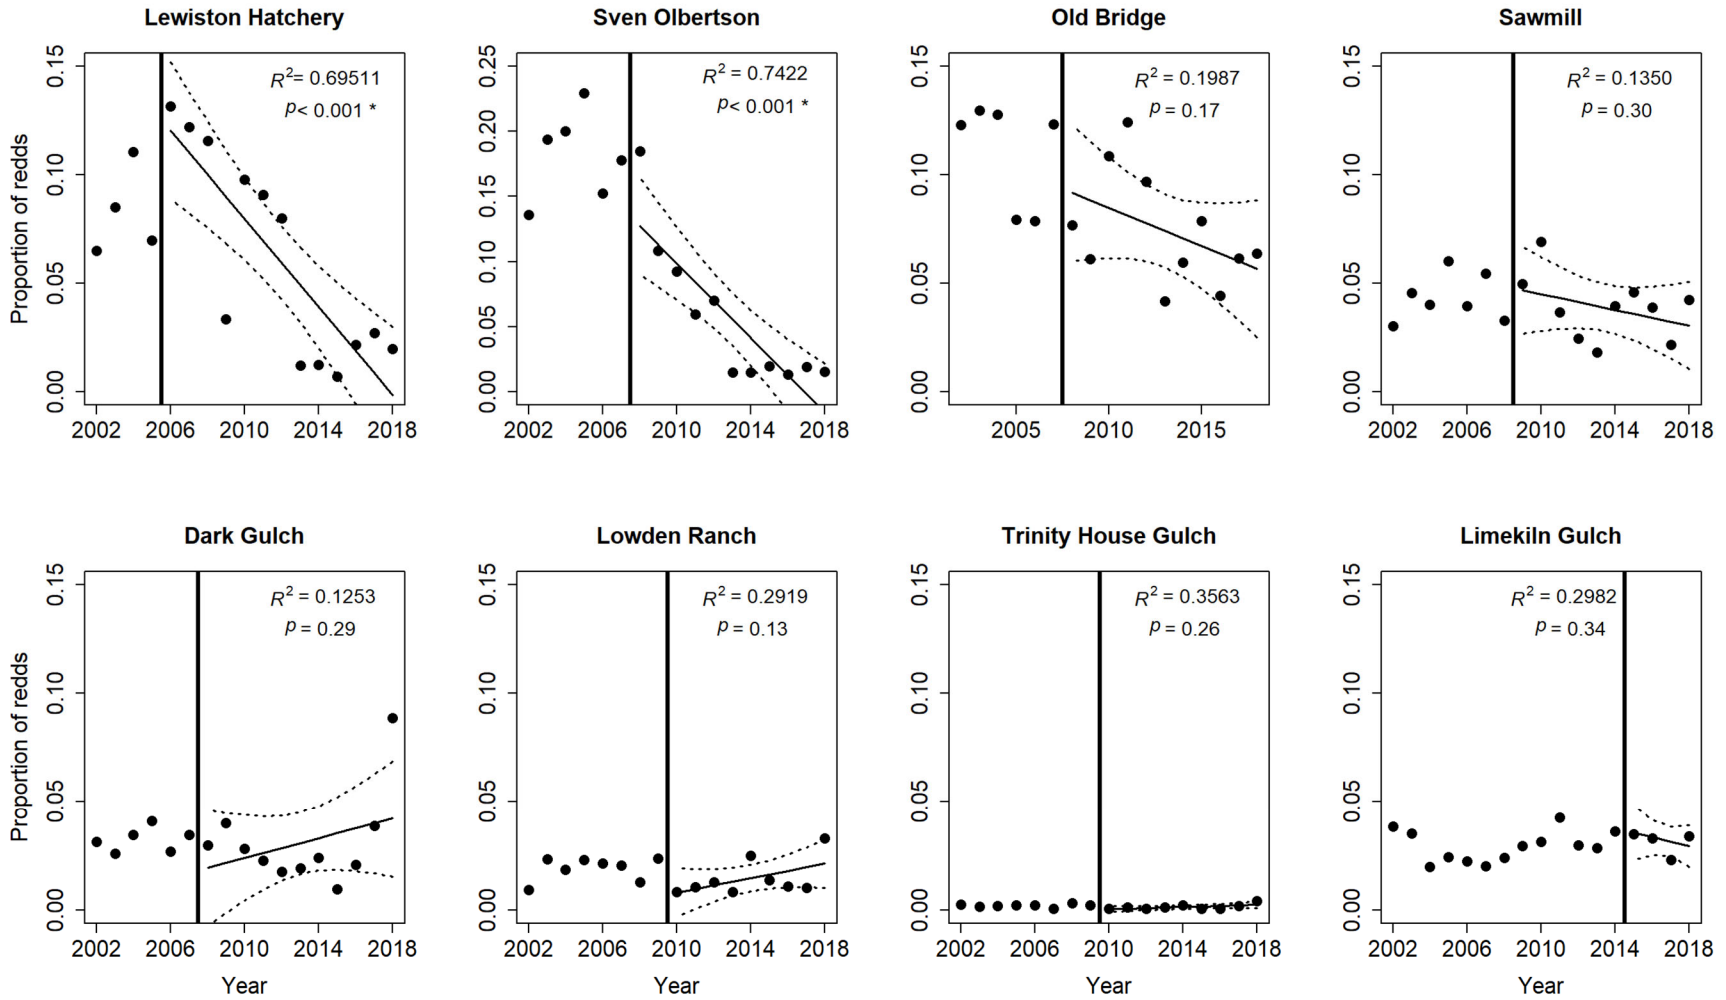 Lewiston Hatchery
Sven Olbertson
Old Bridge
Sawmill
Proportion of redds
0.00 0.05 0.10 0.15
R2= 0.69511
p< 0.001 *
2002 2006 2010 2014 2018
0.00 0.05 0.10 0.15 0.20 0.25
R2 = 0.7422
p< 0.001 *
2002 2006 2010 2014 2018
0.00 0.05 0.10 0.15
R2 = 0.1987
p = 0.17
2005 2010 2015
0.00 0.05 0.10 0.15
R2 = 0.1350
p = 0.30
2002 2006 2010 2014 2018
Dark Gulch
Lowden Ranch
Trinity House Gulch
Limekiln Gulch
Proportion of redds
0.00 0.05 0.10 0.15
R2 = 0.1253
p = 0.29
2002 2006 2010 2014 2018
Year
0.00 0.05 0.10 0.15
R2 = 0.2919
p = 0.13
2002 2006 2010 2014 2018
Year
0.00 0.05 0.10 0.15
R2 = 0.3563
p = 0.26
2002 2006 2010 2014 2018
Year
0.00 0.05 0.10 0.15
R2 = 0.2982
p = 0.34
2002 2006 2010 2014 2018
Year